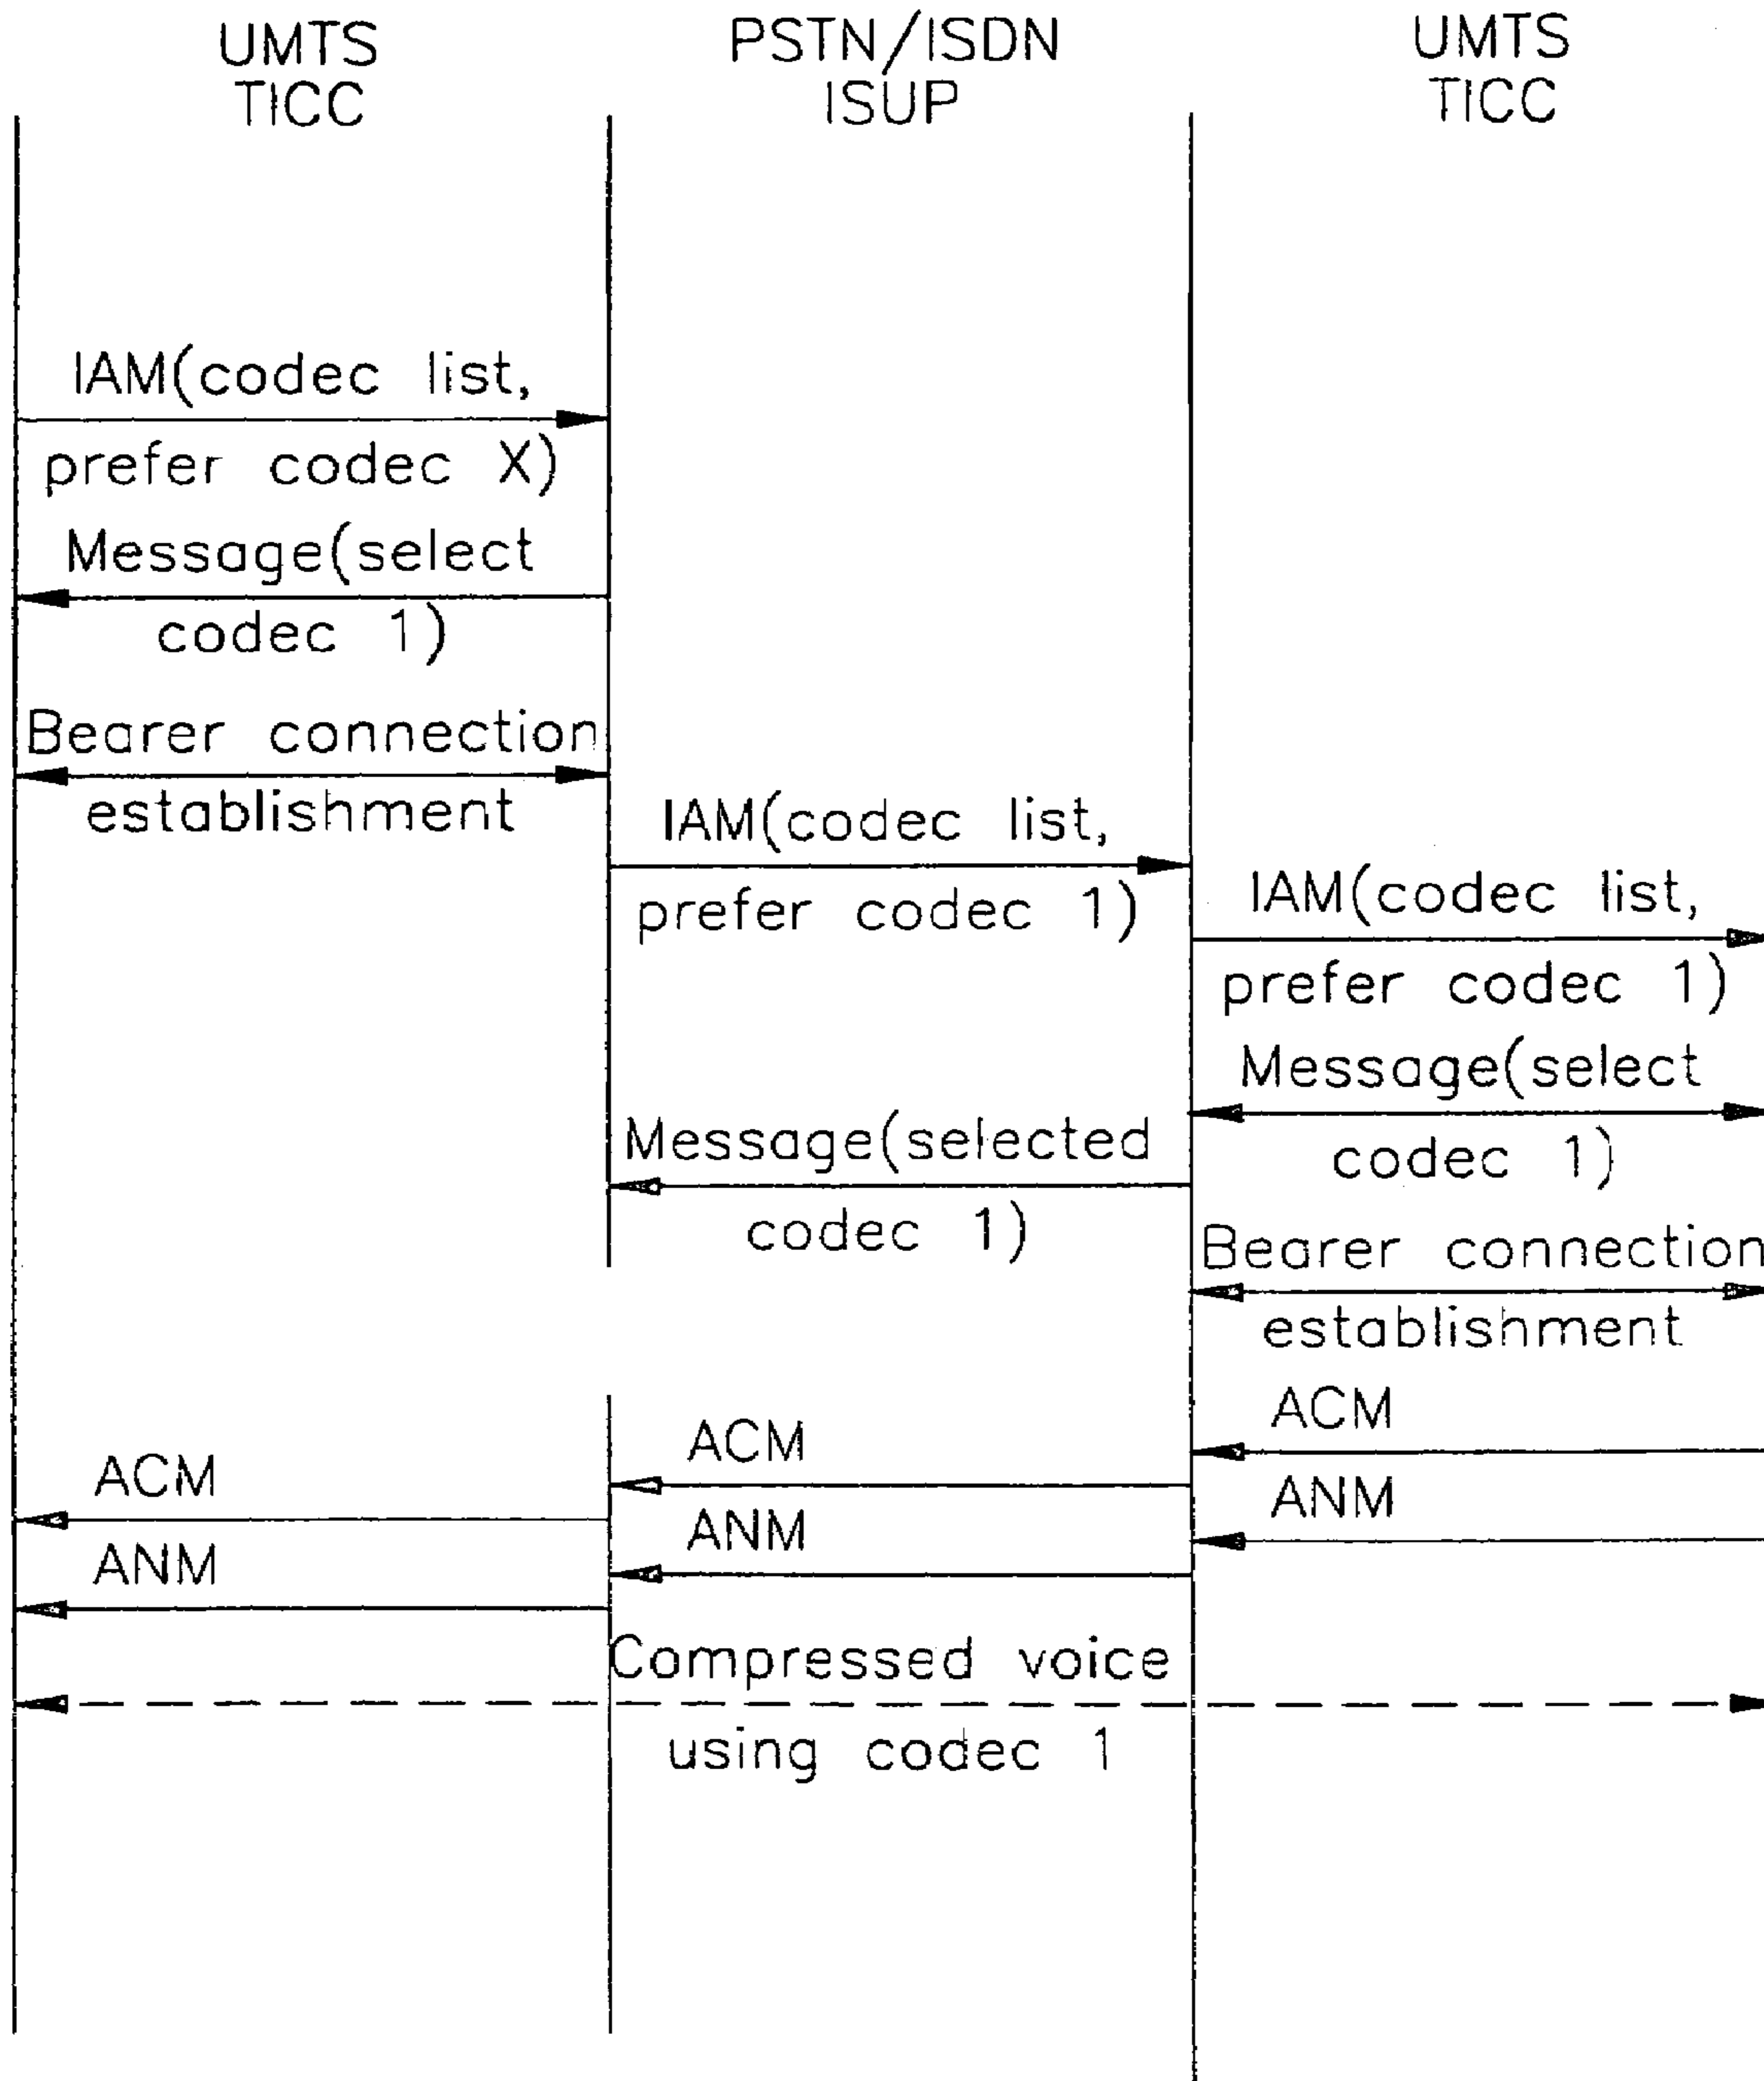 UMTS
TICC
PSTN/ISDN
ISUP
UMTS
TICC
IAM(codec list,
prefer codec X)
Message(select
codec 1)
Bearer connection
establishment
IAM(codec list,
prefer codec 1)
IAM(codec list,
prefer codec 1)
Message(select
codec 1)
Message(selected
codec 1)
Bearer connection
establishment
ACM
ACM
ACM
ANM
ANM
ANM
Compressed voice
using codec 1